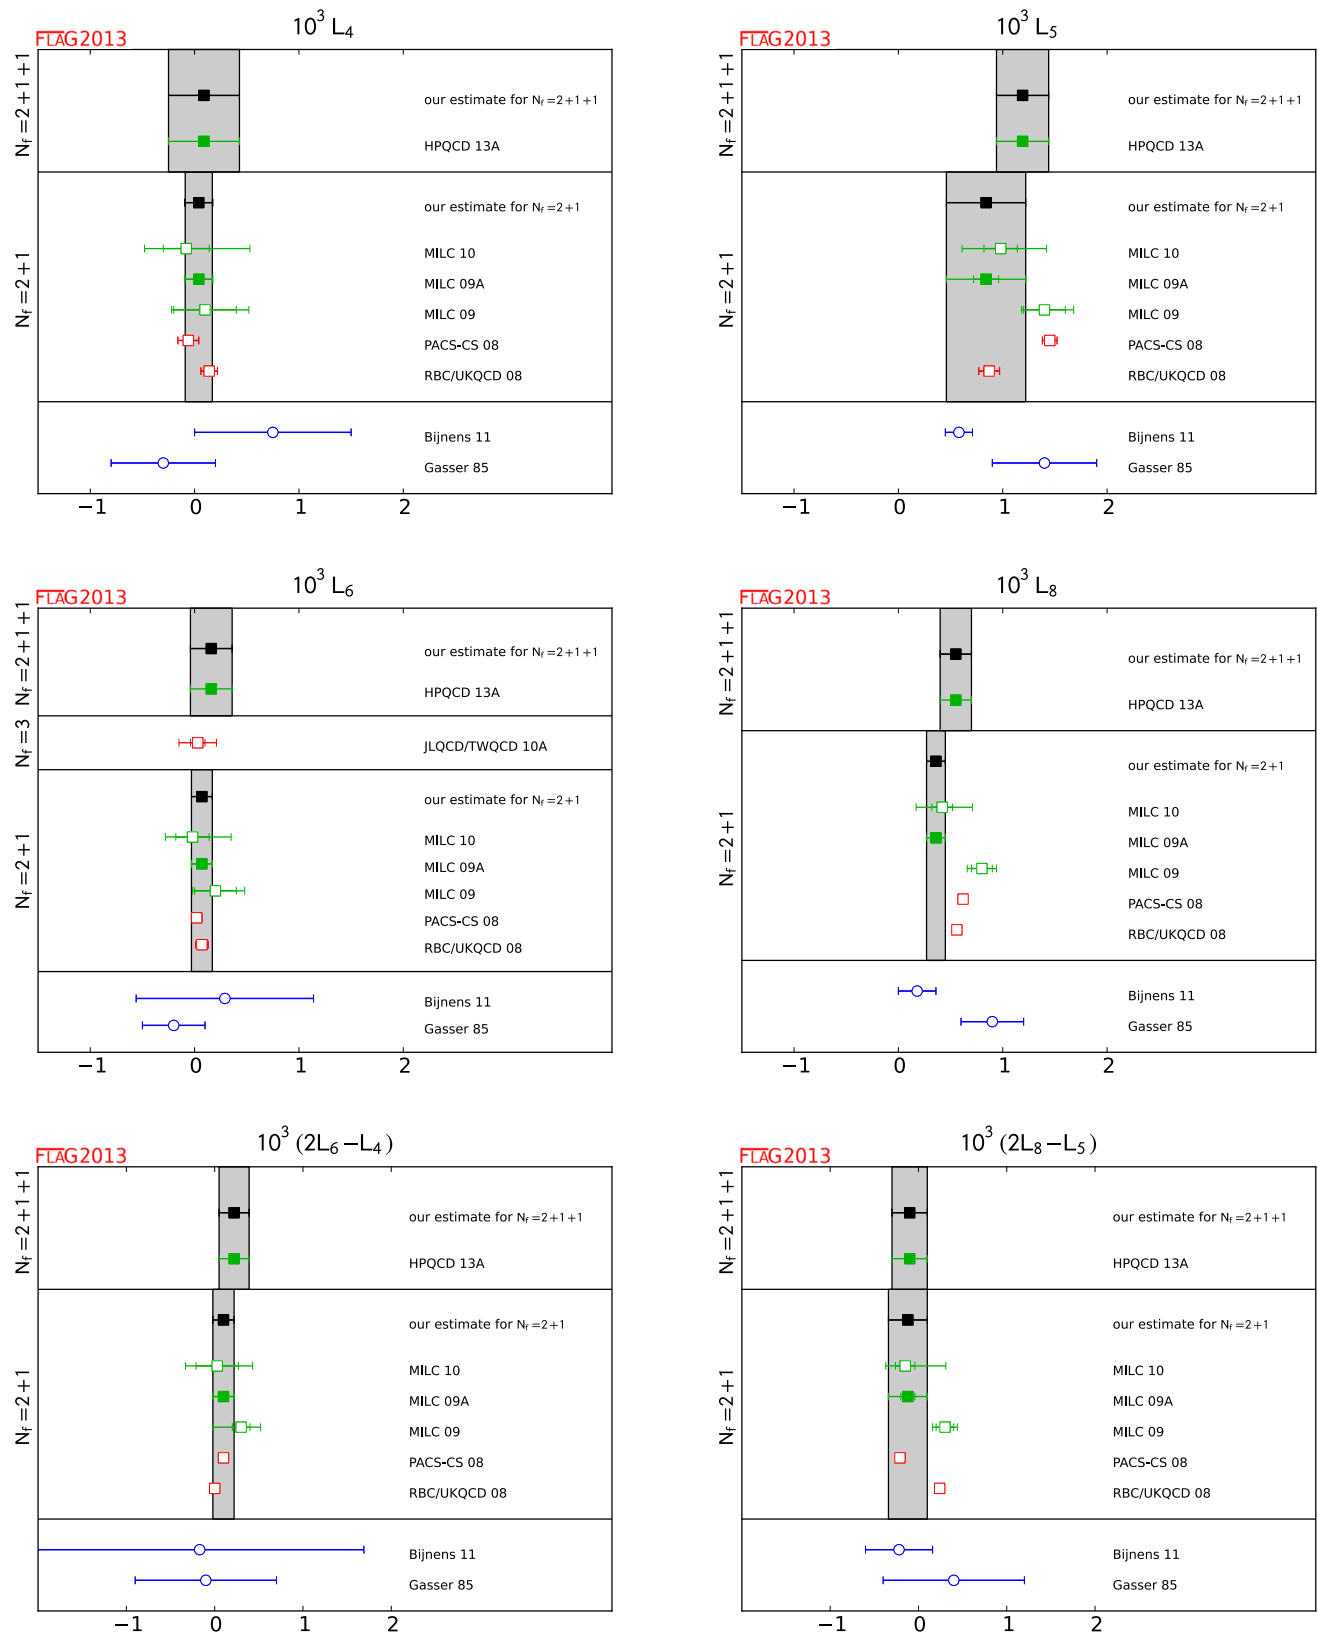 10³ L₄
FLAG2013
N_f=2+1+1
our estimate for N_f=2+1+1
HPQCD 13A
N_f=2+1
our estimate for N_f=2+1
MILC 10
MILC 09A
MILC 09
PACS-CS 08
RBC/UKQCD 08
Bijnens 11
Gasser 85
−1 0 1 2
10³ L₅
FLAG2013
N_f=2+1+1
our estimate for N_f=2+1+1
HPQCD 13A
N_f=2+1
our estimate for N_f=2+1
MILC 10
MILC 09A
MILC 09
PACS-CS 08
RBC/UKQCD 08
Bijnens 11
Gasser 85
−1 0 1 2
10³ L₆
FLAG2013
N_f=2+1+1
our estimate for N_f=2+1+1
HPQCD 13A
N_f=3
JLQCD/TWQCD 10A
N_f=2+1
our estimate for N_f=2+1
MILC 10
MILC 09A
MILC 09
PACS-CS 08
RBC/UKQCD 08
Bijnens 11
Gasser 85
−1 0 1 2
10³ L₈
FLAG2013
N_f=2+1+1
our estimate for N_f=2+1+1
HPQCD 13A
N_f=2+1
our estimate for N_f=2+1
MILC 10
MILC 09A
MILC 09
PACS-CS 08
RBC/UKQCD 08
Bijnens 11
Gasser 85
−1 0 1 2
10³ (2L₆−L₄)
FLAG2013
N_f=2+1+1
our estimate for N_f=2+1+1
HPQCD 13A
N_f=2+1
our estimate for N_f=2+1
MILC 10
MILC 09A
MILC 09
PACS-CS 08
RBC/UKQCD 08
Bijnens 11
Gasser 85
−1 0 1 2
10³ (2L₈−L₅)
FLAG2013
N_f=2+1+1
our estimate for N_f=2+1+1
HPQCD 13A
N_f=2+1
our estimate for N_f=2+1
MILC 10
MILC 09A
MILC 09
PACS-CS 08
RBC/UKQCD 08
Bijnens 11
Gasser 85
−1 0 1 2